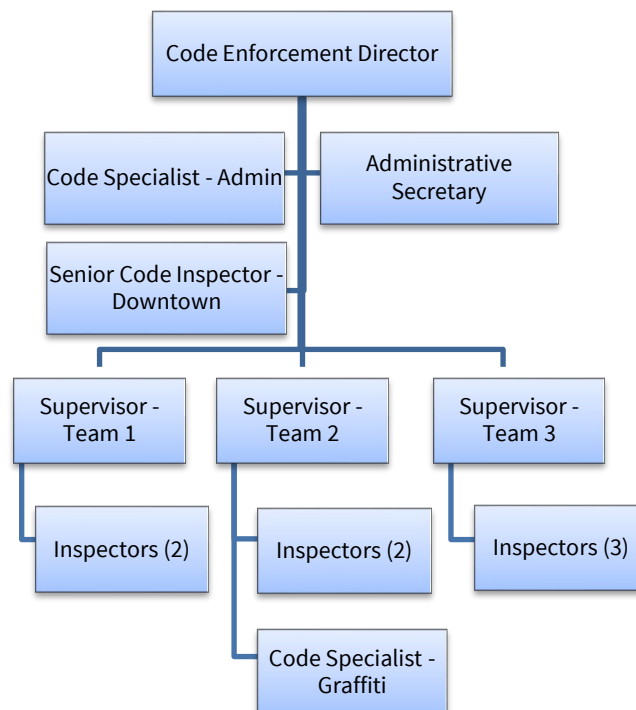 Code Enforcement Director
Code Specialist - Admin
Administrative
Secretary
Senior Code Inspector -
Downtown
Supervisor -
Team 1
Supervisor -
Team 2
Supervisor -
Team 3
Inspectors (2)
Inspectors (2)
Inspectors (3)
Code Specialist -
Graffiti